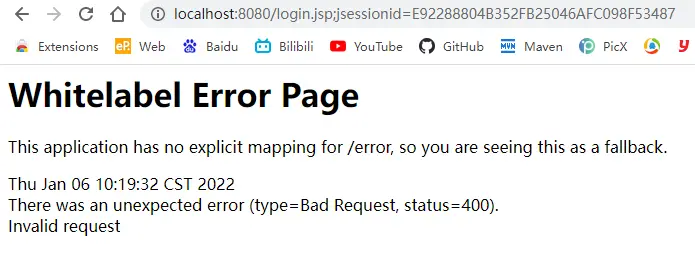 localhost:8080/login.jsp;jsessionid=E92288804B352FB25046AFC098F53487
Extensions eP. Web Baidu Bilibili YouTube GitHub MVN Maven PicX y
Whitelabel Error Page
This application has no explicit mapping for /error, so you are seeing this as a fallback.
Thu Jan 06 10:19:32 CST 2022
There was an unexpected error (type=Bad Request, status=400).
Invalid request